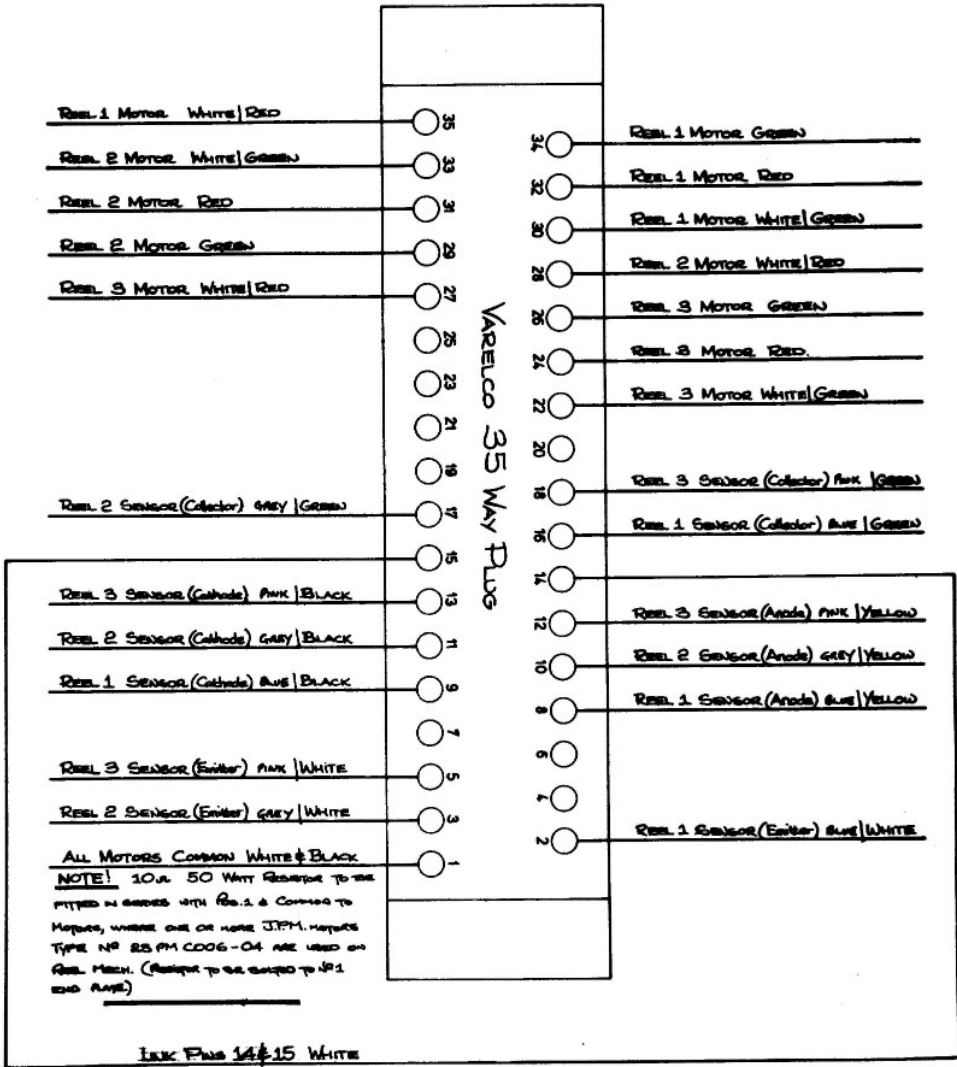 REEL 1 MOTOR WHITE|RED
REEL 2 MOTOR WHITE|GREEN
REEL 2 MOTOR RED
REEL 2 MOTOR GREEN
REEL 3 MOTOR WHITE|RED
REEL 2 SENSOR (Collector) GREY|GREEN
REEL 3 SENSOR (Cathode) PINK|BLACK
REEL 2 SENSOR (Cathode) GREY|BLACK
REEL 1 SENSOR (Cathode) BLUE|BLACK
REEL 3 SENSOR (Emitter) PINK|WHITE
REEL 2 SENSOR (Emitter) GREY|WHITE
ALL MOTORS COMMON WHITE & BLACK
NOTE! 10Ω 50 WATT RESISTOR TO BE
FITTED IN SERIES WITH POS.1 & COMMON TO
MOTORS, WHERE ONE OR MORE J.P.M. MOTORS
TYPE Nº 23 PM C006-04 ARE USED ON
REEL MECH. (RESISTOR TO BE BOLTED TO Nº1
END PLATE)
LINK PINS 14 & 15 WHITE
35
33
31
29
27
25
23
21
19
17
15
13
11
9
7
5
3
1
VARELCO 35 WAY PLUG
34
32
30
28
26
24
22
20
18
16
14
12
10
8
6
4
2
REEL 1 MOTOR GREEN
REEL 1 MOTOR RED
REEL 1 MOTOR WHITE|GREEN
REEL 2 MOTOR WHITE|RED
REEL 3 MOTOR GREEN
REEL 3 MOTOR RED.
REEL 3 MOTOR WHITE|GREEN
REEL 3 SENSOR (Collector) PINK|GREEN
REEL 1 SENSOR (Collector) BLUE|GREEN
REEL 3 SENSOR (Anode) PINK|YELLOW
REEL 2 SENSOR (Anode) GREY|YELLOW
REEL 1 SENSOR (Anode) BLUE|YELLOW
REEL 1 SENSOR (Emitter) BLUE|WHITE